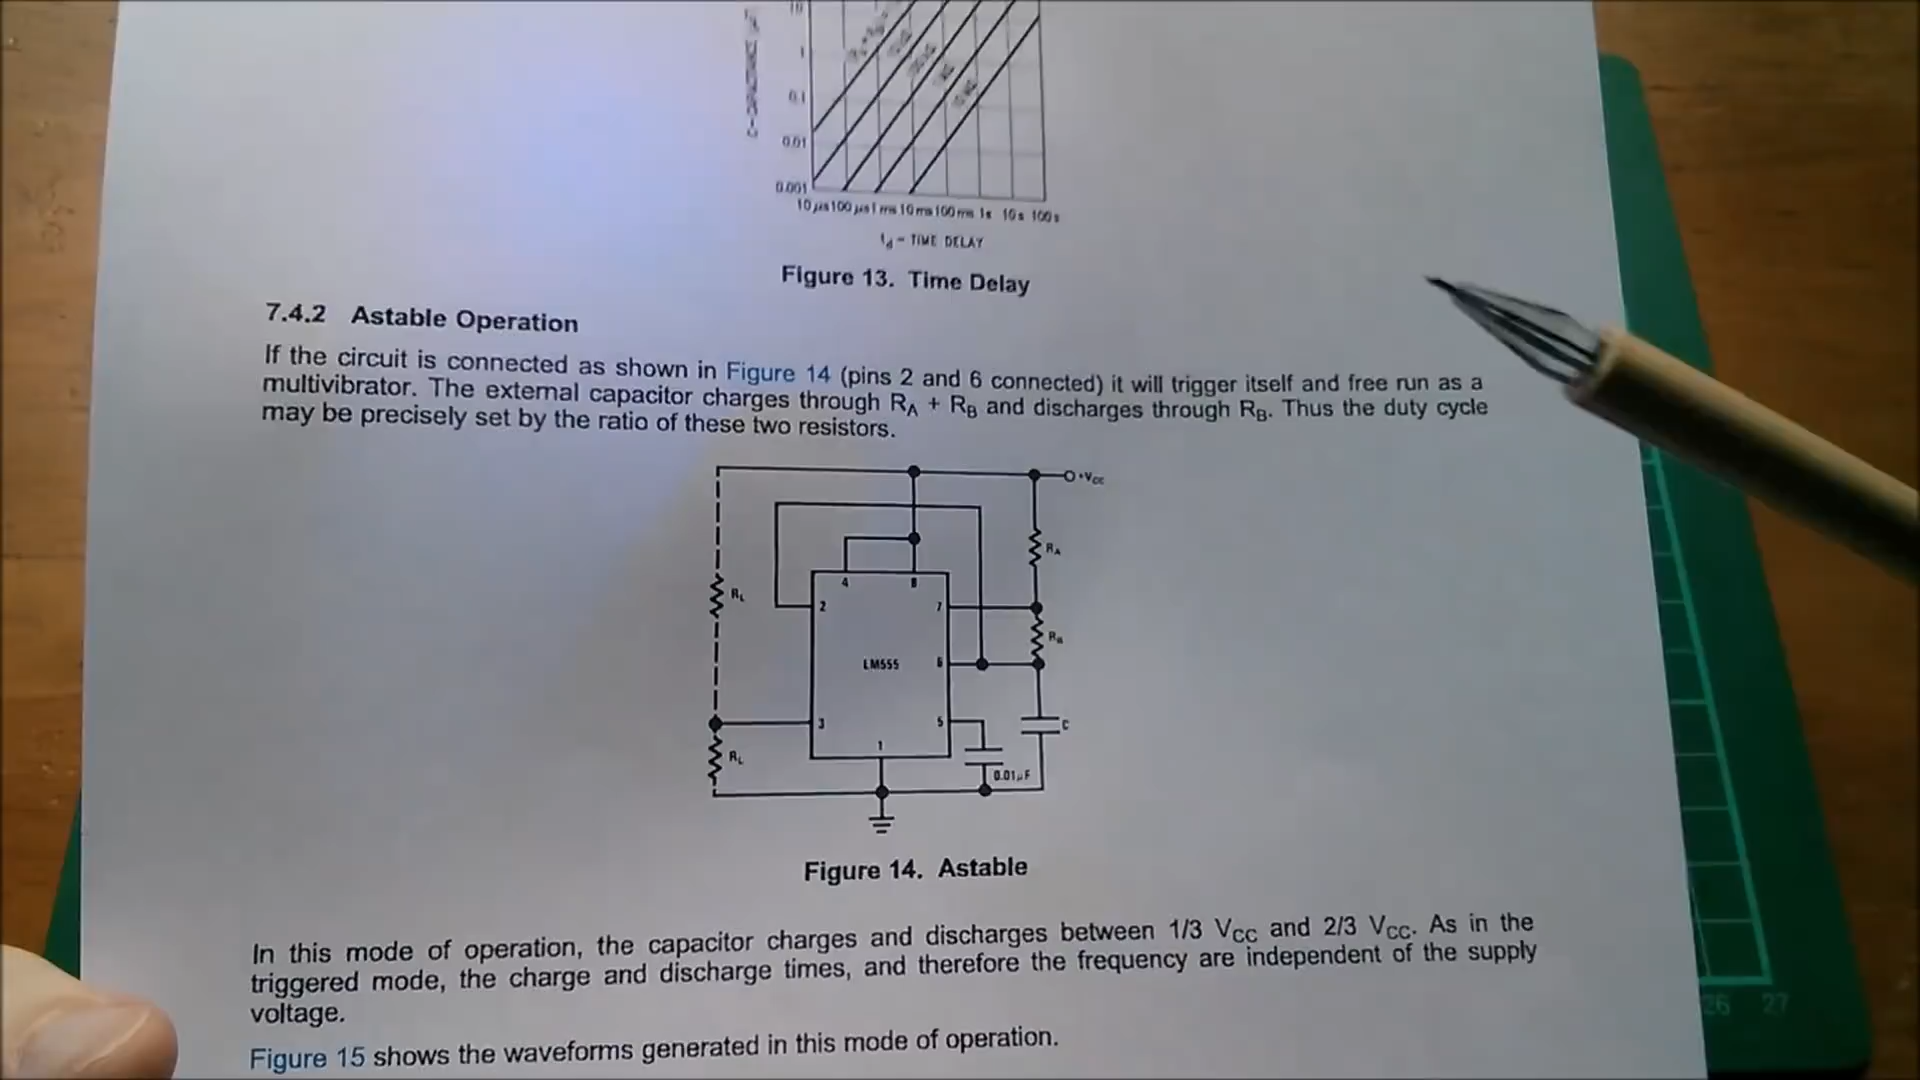 10
1
0.1
0.01
0.001
10 µs 100 µs 1 ms 10 ms 100 ms 1s 10s 100s
td – TIME DELAY
Figure 13. Time Delay
7.4.2 Astable Operation
If the circuit is connected as shown in Figure 14 (pins 2 and 6 connected) it will trigger itself and free run as a
multivibrator. The external capacitor charges through RA + RB and discharges through RB. Thus the duty cycle
may be precisely set by the ratio of these two resistors.
+VCC
RA
4 8
RL
2 7
RB
LM555
6
3 5
C
1
RL
0.01µF
Figure 14. Astable
In this mode of operation, the capacitor charges and discharges between 1/3 VCC and 2/3 VCC. As in the
triggered mode, the charge and discharge times, and therefore the frequency are independent of the supply
voltage.
Figure 15 shows the waveforms generated in this mode of operation.
26 27